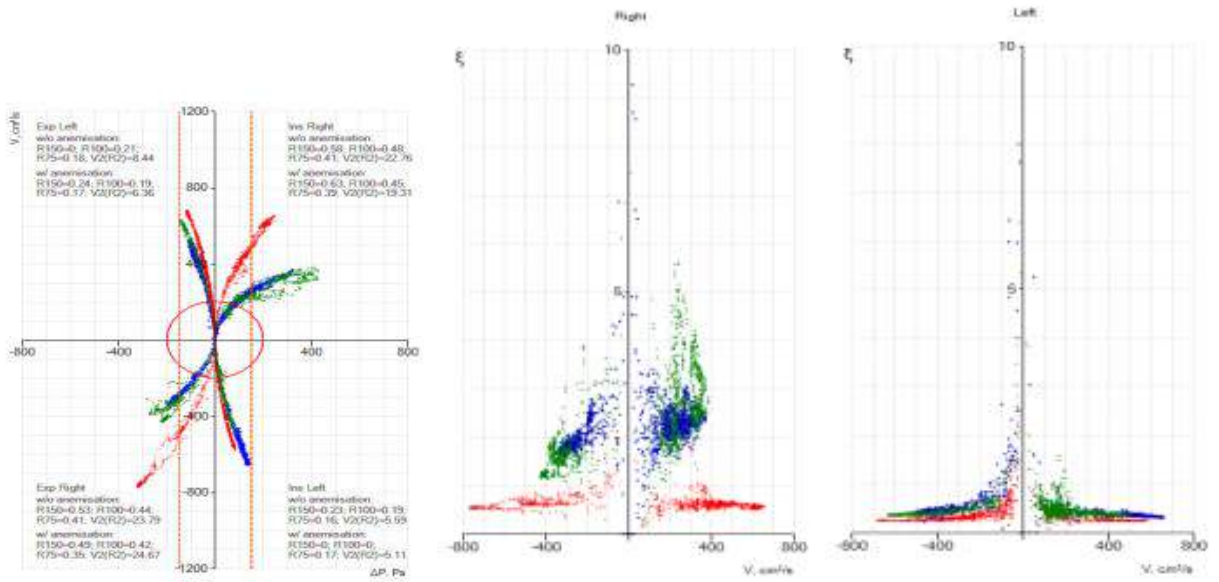 V, cm³/s
1200
Exp Left
w/o anemisation:
R150=0; R100=0.21;
R75=0.18; V2(R2)=8.44
w/ anemisation:
R150=0.24; R100=0.19;
R75=0.17; V2(R2)=6.36
Ins Right
w/o anemisation:
R150=0.58; R100=0.48;
R75=0.41; V2(R2)=22.76
w/ anemisation:
R150=0.63; R100=0.45;
R75=0.39; V2(R2)=19.31
800
400
-800
-400
400
800
-400
-800
Exp Right
w/o anemisation:
R150=0.53; R100=0.44;
R75=0.41; V2(R2)=23.79
w/ anemisation:
R150=0.49; R100=0.42;
R75=0.35; V2(R2)=24.67
Ins Left
w/o anemisation:
R150=0.23; R100=0.19;
R75=0.16; V2(R2)=5.59
w/ anemisation:
R150=0; R100=0;
R75=0.17; V2(R2)=5.11
-1200
ΔP, Pa
Right
ξ
10
5
-800
-400
400
800
V, cm³/s
Left
ξ
10
5
-400
400
800
V, cm³/s